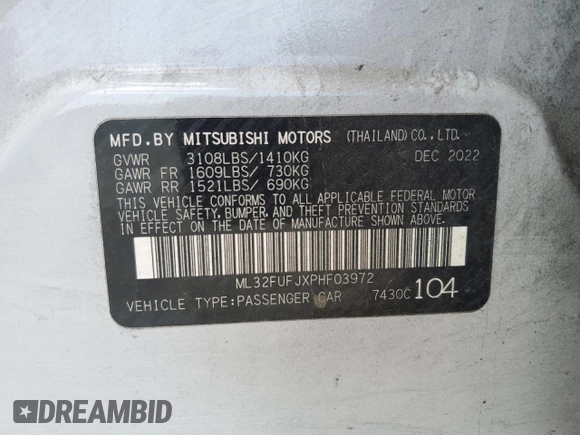 MFD.BY MITSUBISHI MOTORS (THAILAND)CO.,LTD.
GVWR 3108LBS/1410KG DEC 2022
GAWR FR 1609LBS/ 730KG
GAWR RR 1521LBS/ 690KG
THIS VEHICLE CONFORMS TO ALL APPLICABLE FEDERAL MOTOR
VEHICLE SAFETY, BUMPER, AND THEFT PREVENTION STANDARDS
IN EFFECT ON THE DATE OF MANUFACTURE SHOWN ABOVE.
ML32FUFJXPHF03972
VEHICLE TYPE:PASSENGER CAR 7430C 104
DREAMBID